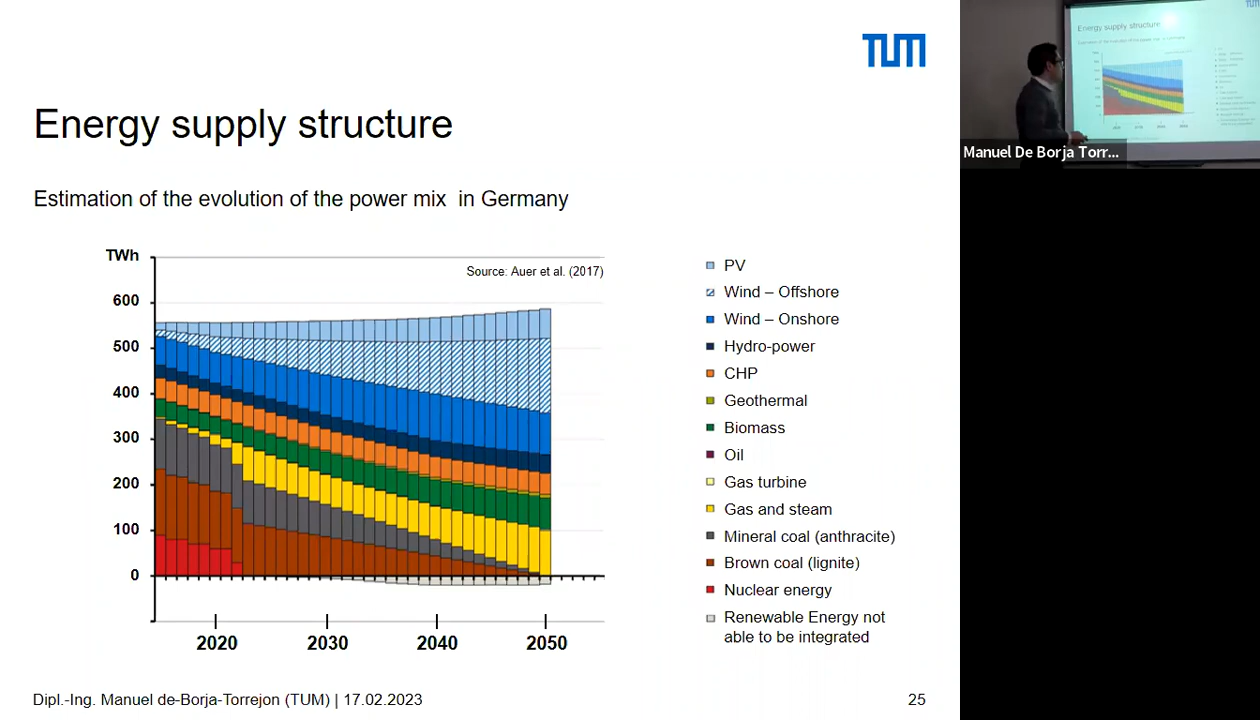 TUM
Energy supply structure
Estimation of the evolution of the power mix in Germany
TWh
Source: Auer et al. (2017)
600
500
400
300
200
100
0
2020
2030
2040
2050
PV
Wind – Offshore
Wind – Onshore
Hydro-power
CHP
Geothermal
Biomass
Oil
Gas turbine
Gas and steam
Mineral coal (anthracite)
Brown coal (lignite)
Nuclear energy
Renewable Energy not
able to be integrated
Dipl.-Ing. Manuel de-Borja-Torrejon (TUM) | 17.02.2023
25
Energy supply structure
Manuel De Borja Torr...